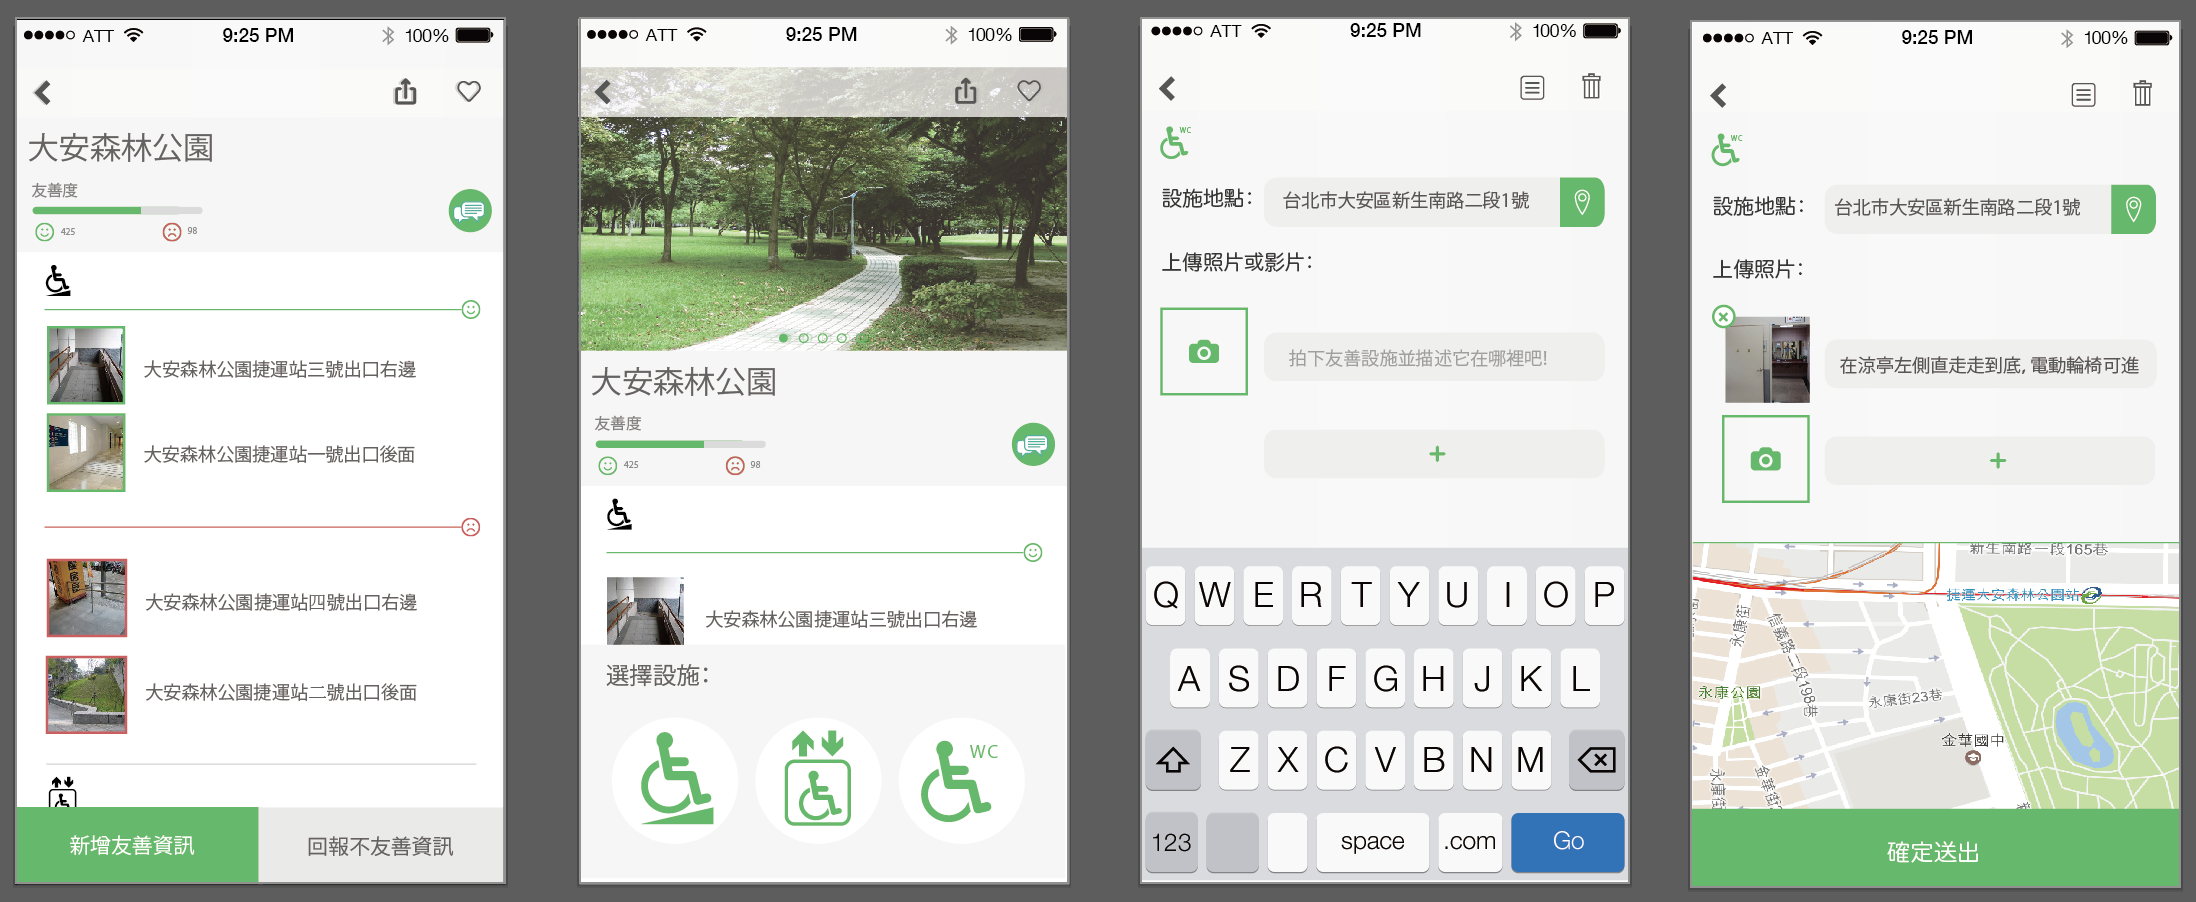 ATT 9:25 PM 100%
大安森林公園
友善度
425 98
大安森林公園捷運站三號出口右邊
大安森林公園捷運站一號出口後面
大安森林公園捷運站四號出口右邊
大安森林公園捷運站二號出口後面
新增友善資訊 回報不友善資訊
ATT 9:25 PM 100%
大安森林公園
友善度
425 98
大安森林公園捷運站三號出口右邊
選擇設施：
WC
ATT 9:25 PM 100%
WC
設施地點： 台北市大安區新生南路二段1號
上傳照片或影片：
拍下友善設施並描述它在哪裡吧!
+
Q W E R T Y U I O P
A S D F G H J K L
Z X C V B N M
123 space .com Go
ATT 9:25 PM 100%
WC
設施地點： 台北市大安區新生南路二段1號
上傳照片：
在涼亭左側直走走到底, 電動輪椅可進
+
新生南路一段165巷
捷運大安森林公園站
永康街
信義路二段198巷
永康公園
永康街23巷
金華國中
永康街
金華街
確定送出